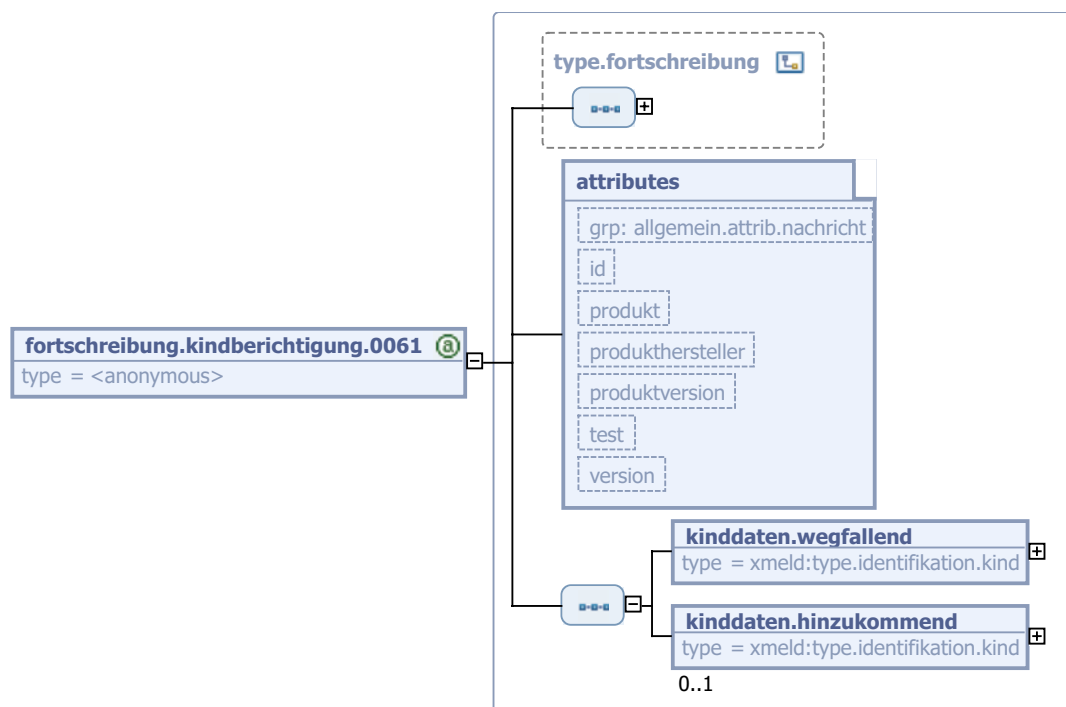 type.fortschreibung
attributes
grp: allgemein.attrib.nachricht
id
produkt
produkthersteller
produktversion
test
version
fortschreibung.kindberichtigung.0061 @
type = <anonymous>
kinddaten.wegfallend
type = xmeld:type.identifikation.kind
kinddaten.hinzukommend
type = xmeld:type.identifikation.kind
0..1